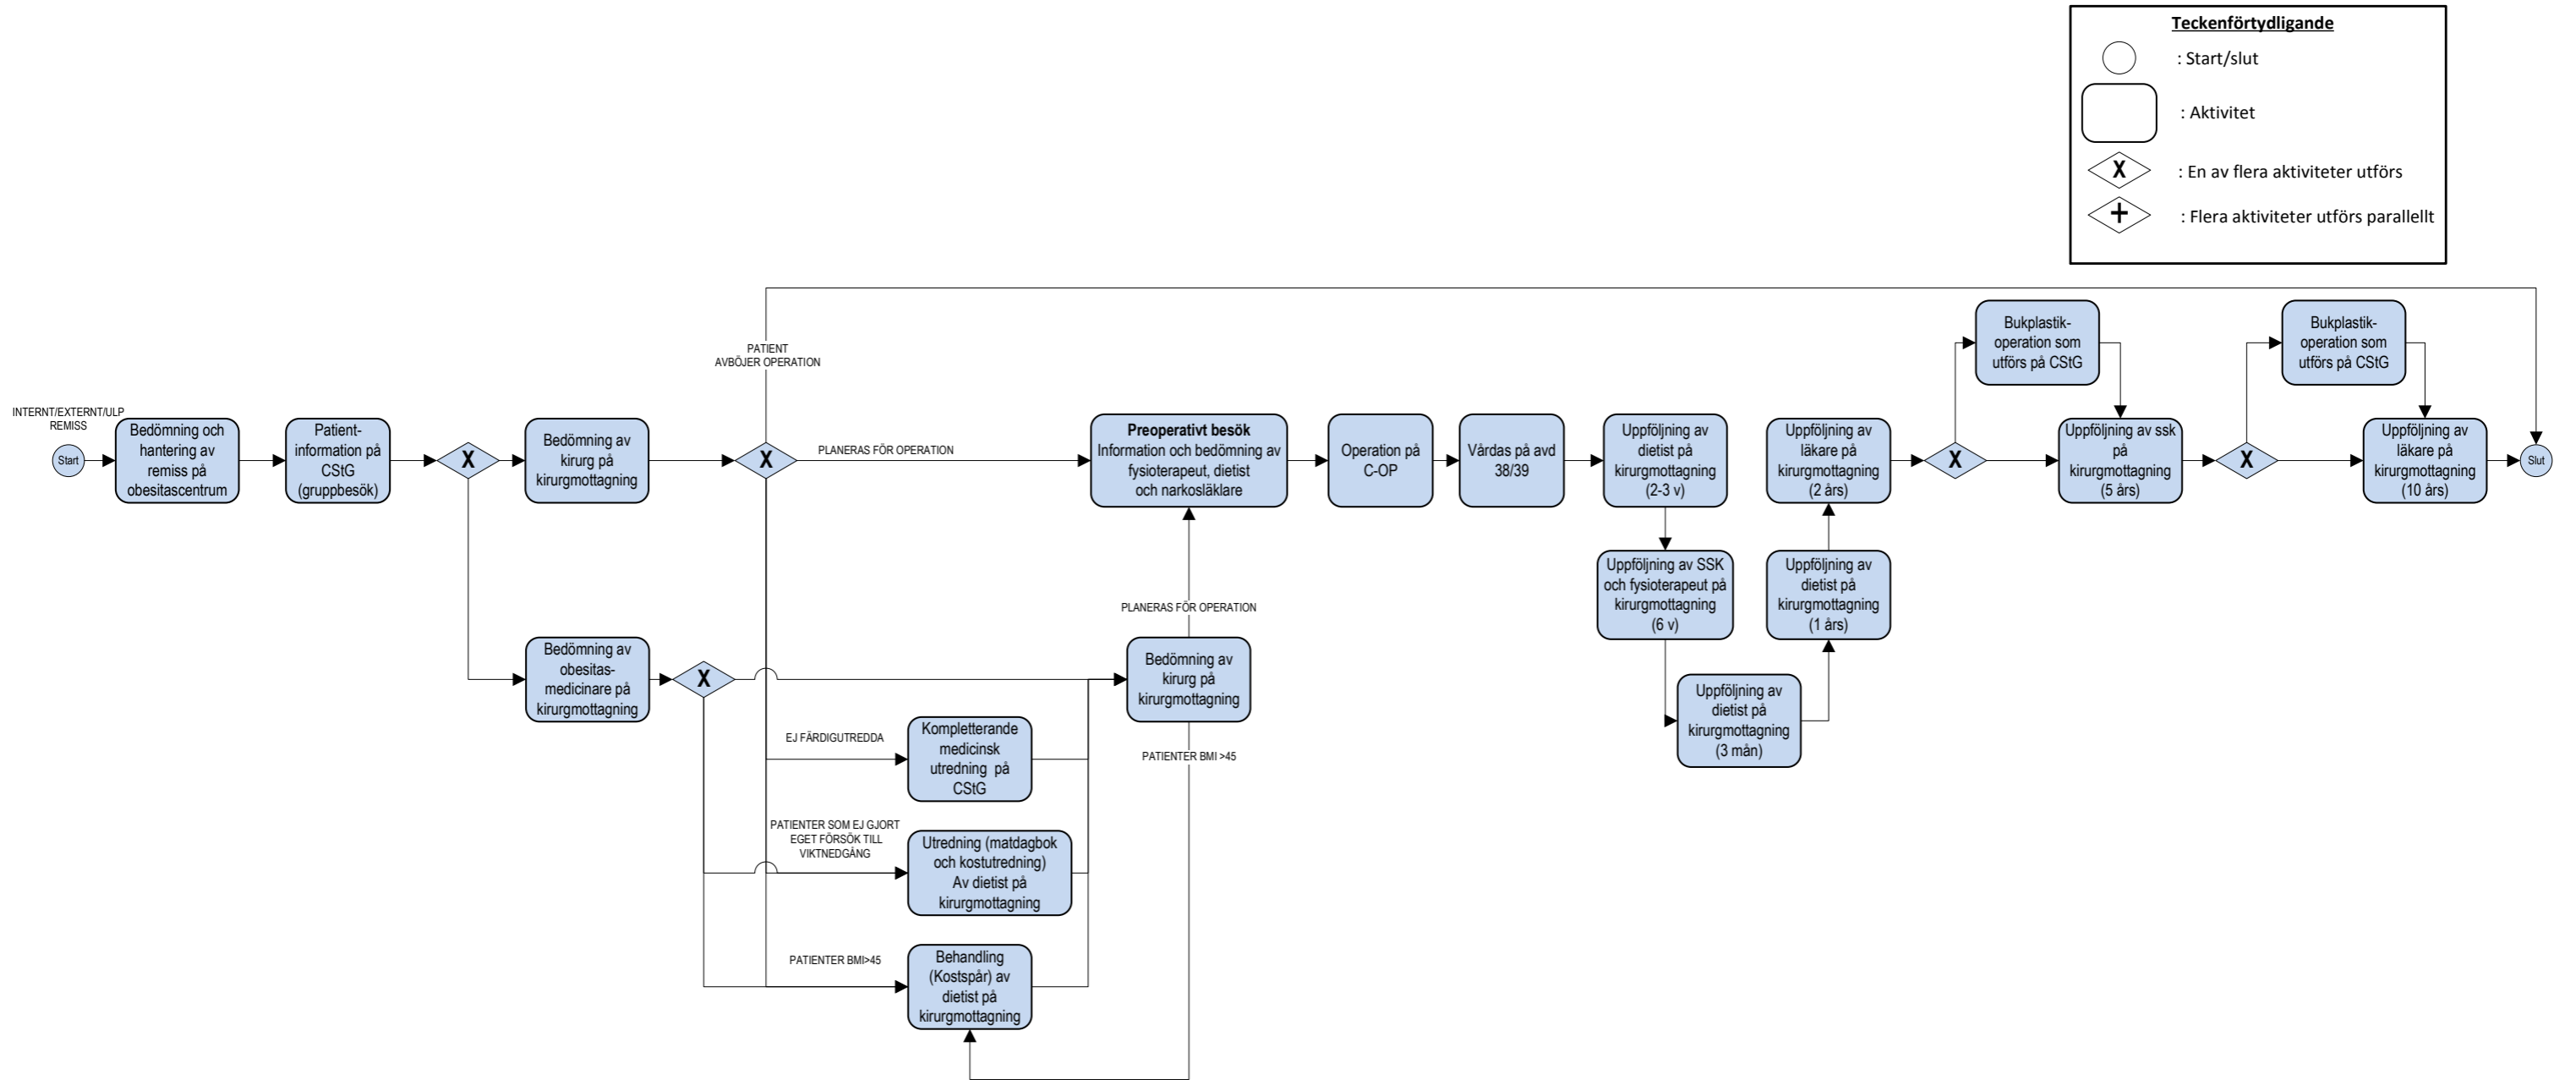 Teckenförtydligande
: Start/slut
: Aktivitet
X
: En av flera aktiviteter utförs
+
: Flera aktiviteter utförs parallellt
INTERNT/EXTERNT/ULP
REMISS
Start
Bedömning och
hantering av
remiss på
obesitascentrum
Patient-
information på
CStG
(gruppbesök)
X
Bedömning av
kirurg på
kirurgmottagning
X
PATIENT
AVBÖJER OPERATION
PLANERAS FÖR OPERATION
Preoperativt besök
Information och bedömning av
fysioterapeut, dietist
och narkosläklare
Operation på
C-OP
Vårdas på avd
38/39
Uppföljning av
dietist på
kirurgmottagning
(2-3 v)
Uppföljning av SSK
och fysioterapeut på
kirurgmottagning
(6 v)
Uppföljning av
dietist på
kirurgmottagning
(3 mån)
Uppföljning av
dietist på
kirurgmottagning
(1 års)
Uppföljning av
läkare på
kirurgmottagning
(2 års)
X
Bukplastik-
operation som
utförs på CStG
Uppföljning av ssk
på
kirurgmottagning
(5 års)
X
Bukplastik-
operation som
utförs på CStG
Uppföljning av
läkare på
kirurgmottagning
(10 års)
Slut
Bedömning av
obesitas-
medicinare på
kirurgmottagning
X
PLANERAS FÖR OPERATION
Bedömning av
kirurg på
kirurgmottagning
PATIENTER BMI >45
EJ FÄRDIGUTREDDA
Kompletterande
medicinsk
utredning på
CStG
PATIENTER SOM EJ GJORT
EGET FÖRSÖK TILL
VIKTNEDGÅNG
Utredning (matdagbok
och kostutredning)
Av dietist på
kirurgmottagning
PATIENTER BMI>45
Behandling
(Kostspår) av
dietist på
kirurgmottagning